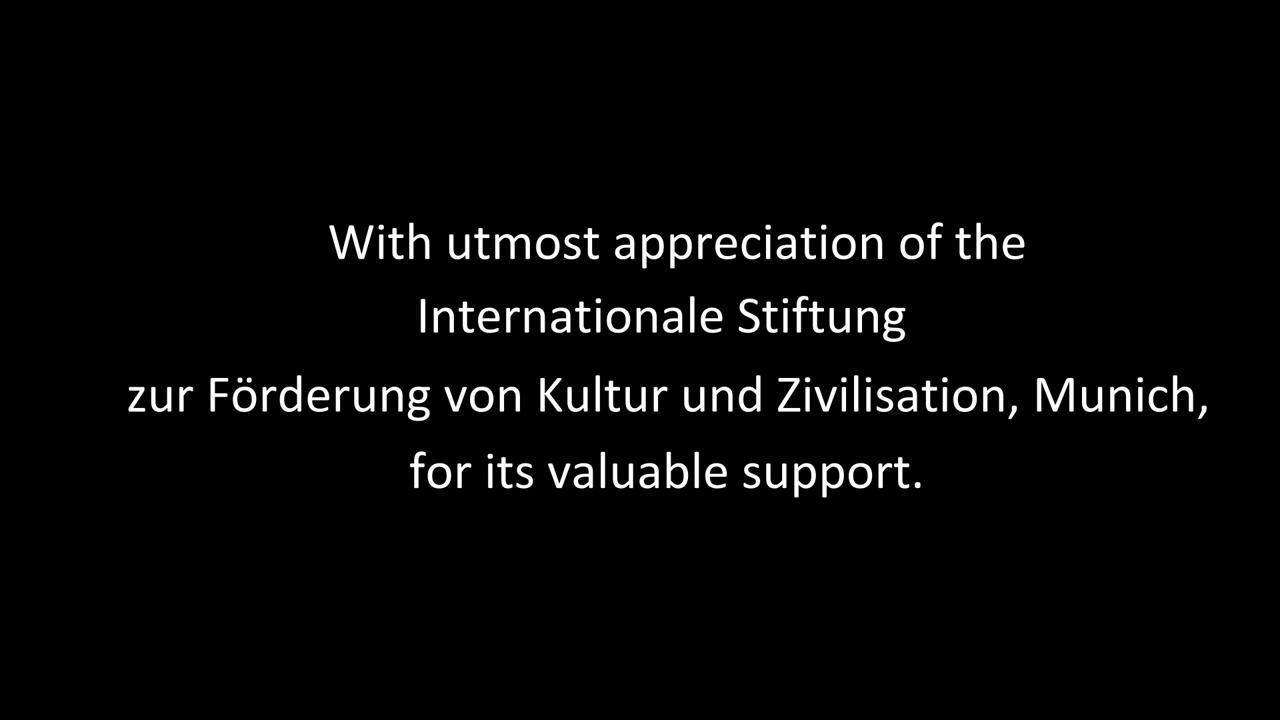 With utmost appreciation of the
Internationale Stiftung
zur Förderung von Kultur und Zivilisation, Munich,
for its valuable support.